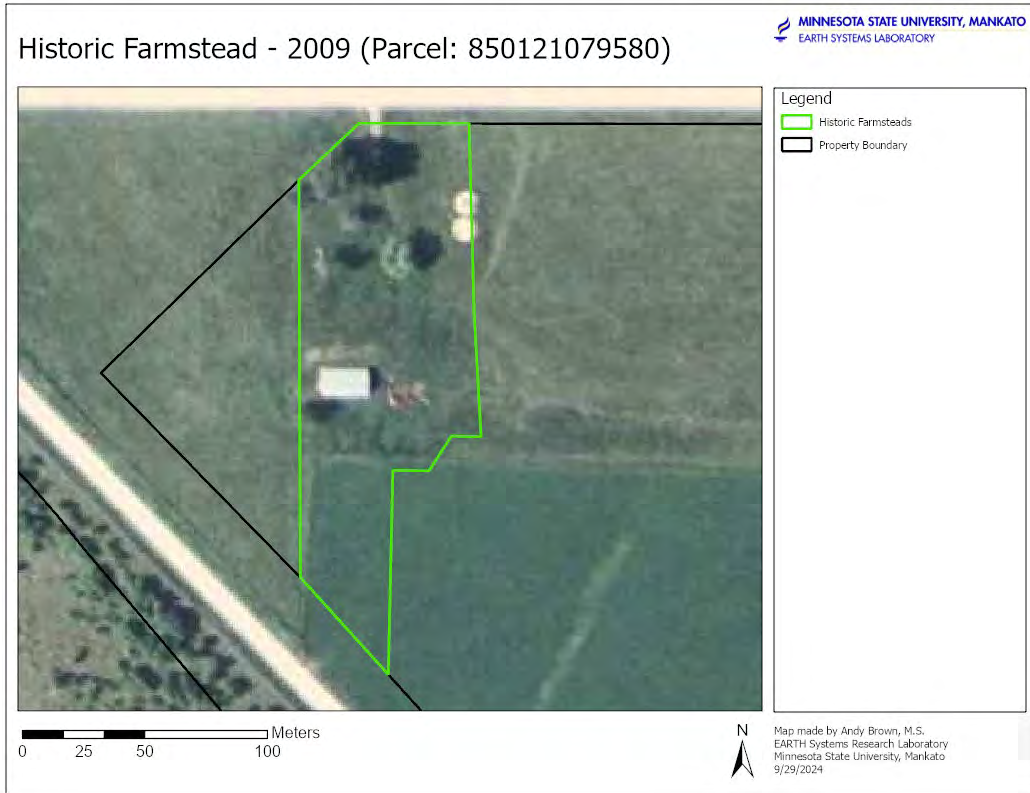 Historic Farmstead - 2009 (Parcel: 850121079580)
MINNESOTA STATE UNIVERSITY, MANKATO
EARTH SYSTEMS LABORATORY
Legend
Historic Farmsteads
Property Boundary
Meters
0 25 50 100
N
Map made by Andy Brown, M.S.
EARTH Systems Research Laboratory
Minnesota State University, Mankato
9/29/2024